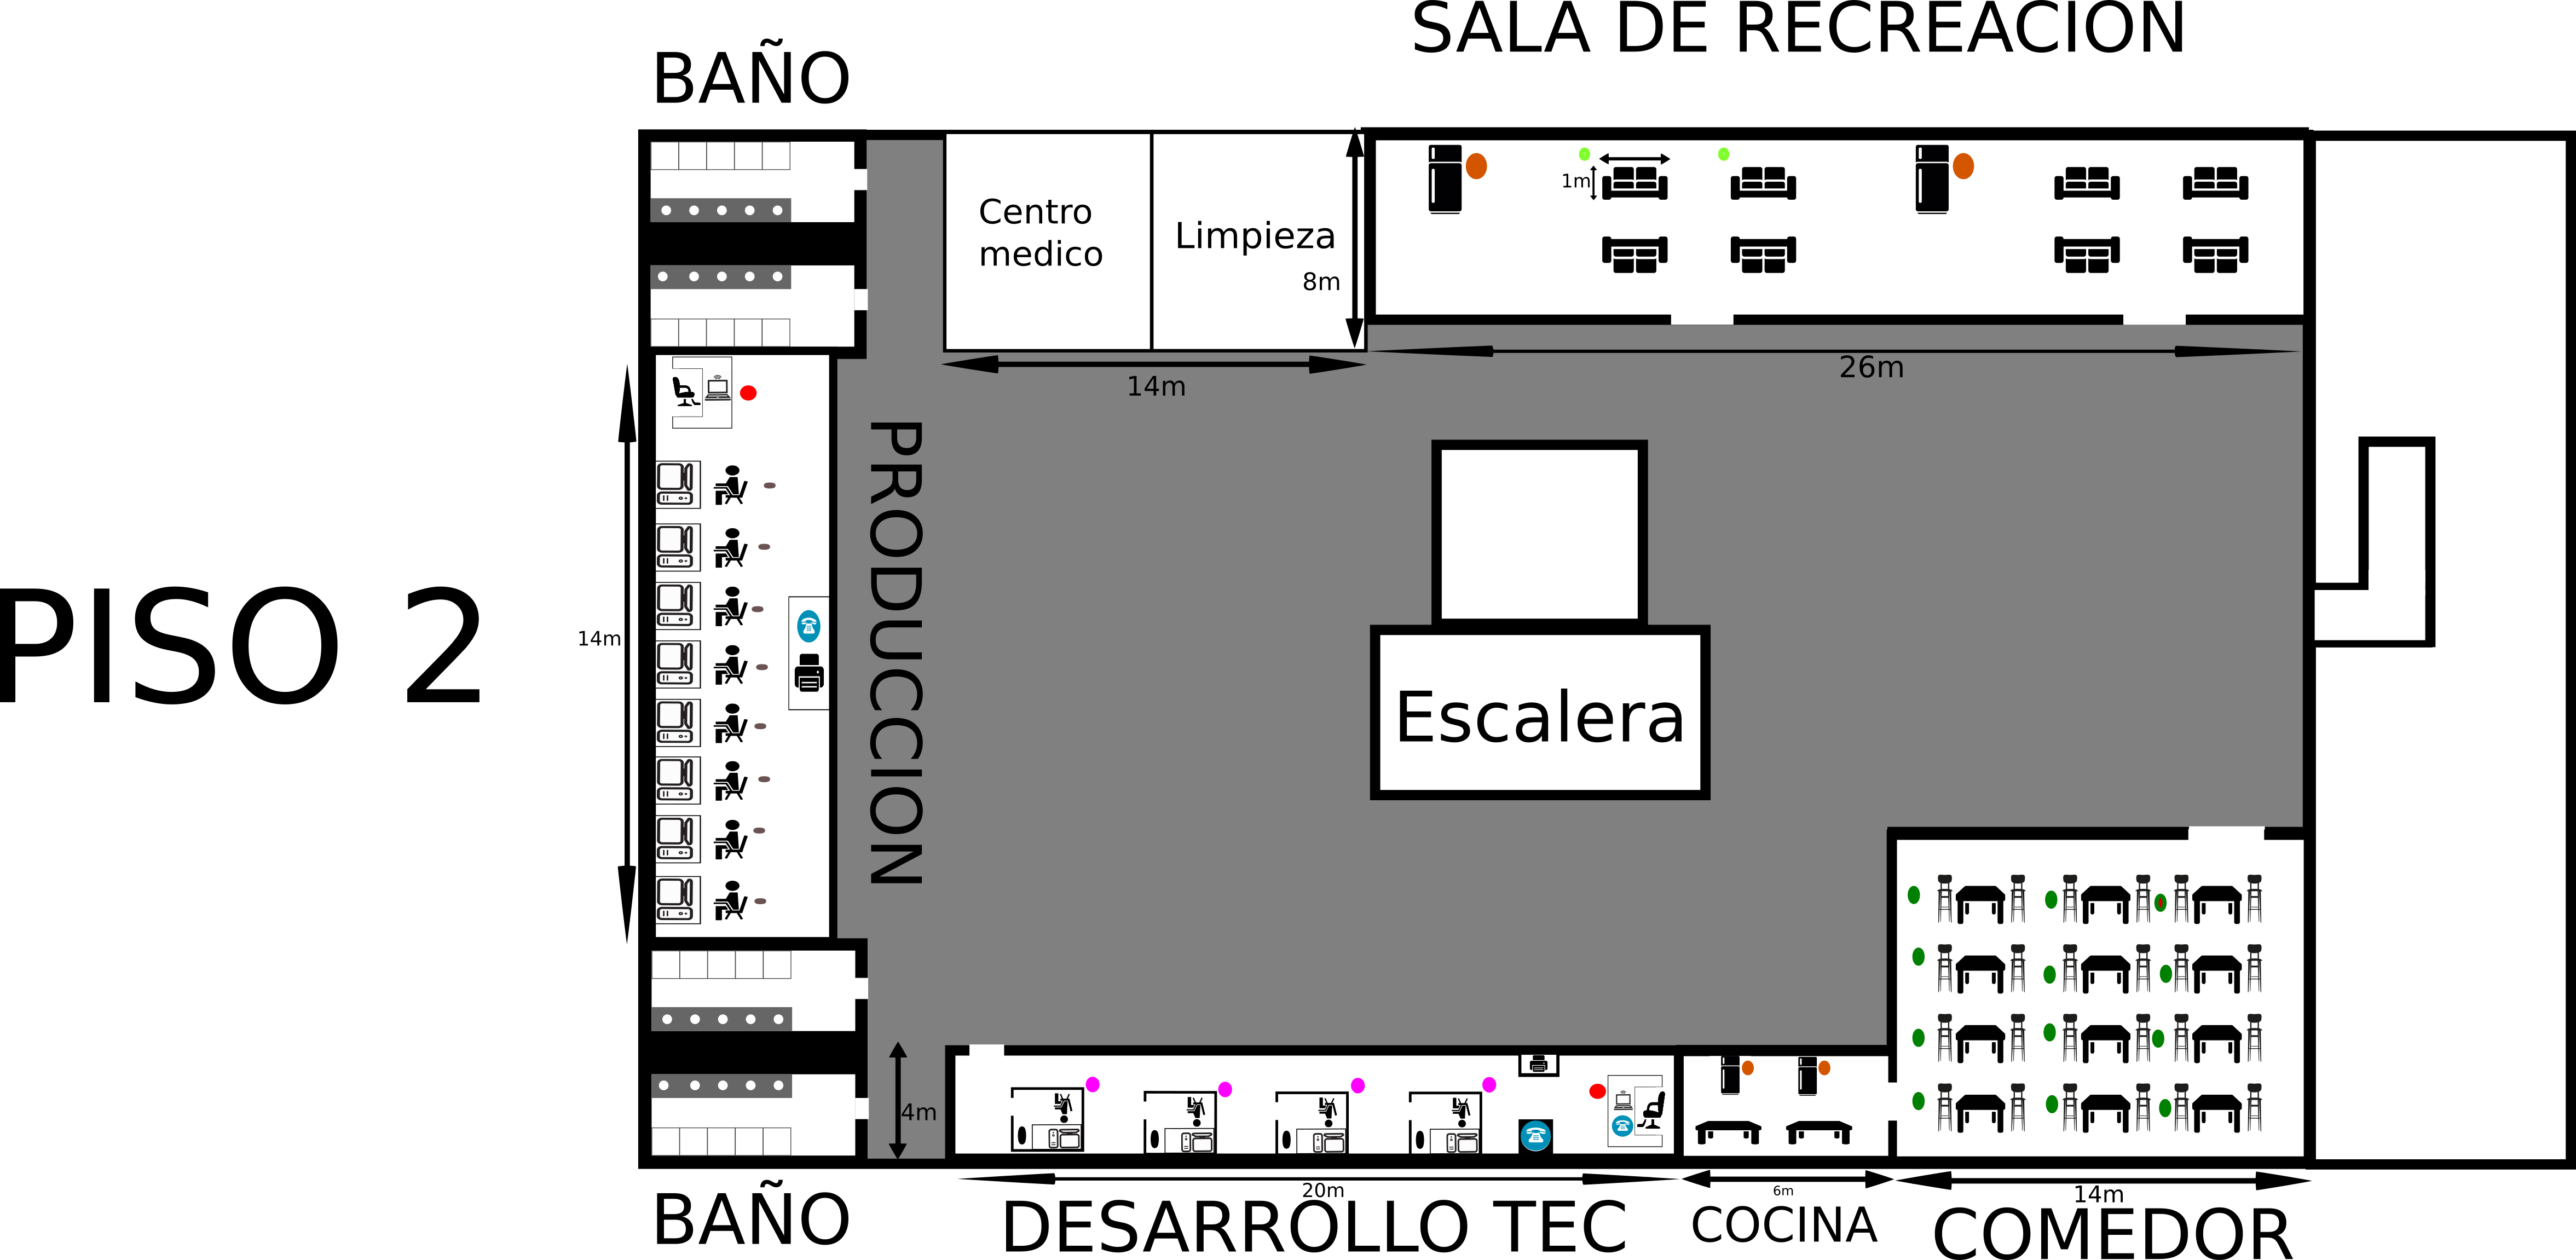 SALA DE RECREACION
BAÑO
1m
Centro
medico
Limpieza
8m
14m
26m
PRODUCCION
PISO 2
14m
Escalera
4m
20m
6m
14m
BAÑO
DESARROLLO TEC
COCINA
COMEDOR